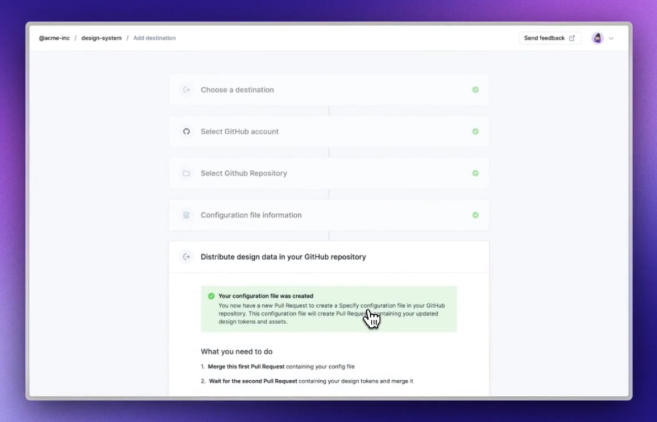 @acme-inc / design-system / Add destination
Send feedback
Choose a destination
Select GitHub account
Select Github Repository
Configuration file information
Distribute design data in your GitHub repository
Your configuration file was created
You now have a new Pull Request to create a Specify configuration file in your GitHub
repository. This configuration file will create Pull Reque containing your updated
design tokens and assets.
What you need to do
1. Merge this first Pull Request containing your config file
2. Wait for the second Pull Request containing your design tokens and merge it